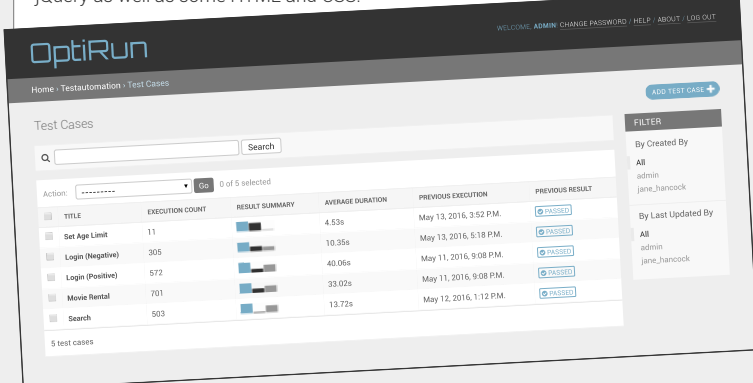 jQuery as well as some HTML and CSS.
OptiRun
WELCOME, ADMIN! CHANGE PASSWORD / HELP / ABOUT / LOG OUT
Home › Testautomation › Test Cases
ADD TEST CASE +
Test Cases
Search
Action: --------- Go 0 of 5 selected
TITLE EXECUTION COUNT RESULT SUMMARY AVERAGE DURATION PREVIOUS EXECUTION PREVIOUS RESULT
Set Age Limit 11 4.53s May 13, 2016, 3:52 P.M. PASSED
Login (Negative) 305 10.35s May 13, 2016, 5:18 P.M. PASSED
Login (Positive) 572 40.06s May 11, 2016, 9:08 P.M. PASSED
Movie Rental 701 33.02s May 11, 2016, 9:08 P.M. PASSED
Search 503 13.72s May 12, 2016, 1:12 P.M. PASSED
5 test cases
FILTER
By Created By
All
admin
jane_hancock
By Last Updated By
All
admin
jane_hancock